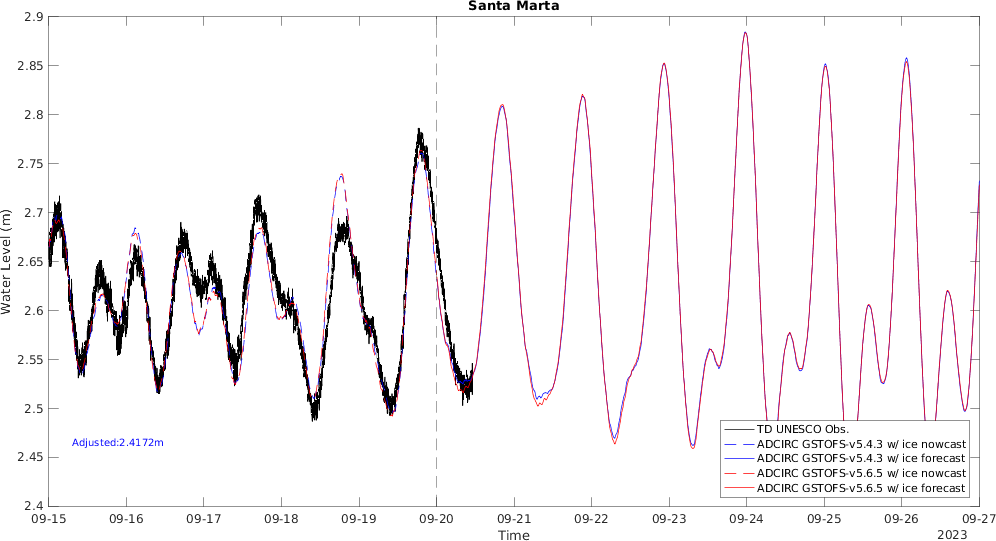 Santa Marta
2.9
2.85
2.8
2.75
2.7
2.65
2.6
2.55
2.5
2.45
2.4
Water Level (m)
Adjusted:2.4172m
TD UNESCO Obs.
ADCIRC GSTOFS-v5.4.3 w/ ice nowcast
ADCIRC GSTOFS-v5.4.3 w/ ice forecast
ADCIRC GSTOFS-v5.6.5 w/ ice nowcast
ADCIRC GSTOFS-v5.6.5 w/ ice forecast
09-15 09-16 09-17 09-18 09-19 09-20 09-21 09-22 09-23 09-24 09-25 09-26 09-27
Time
2023